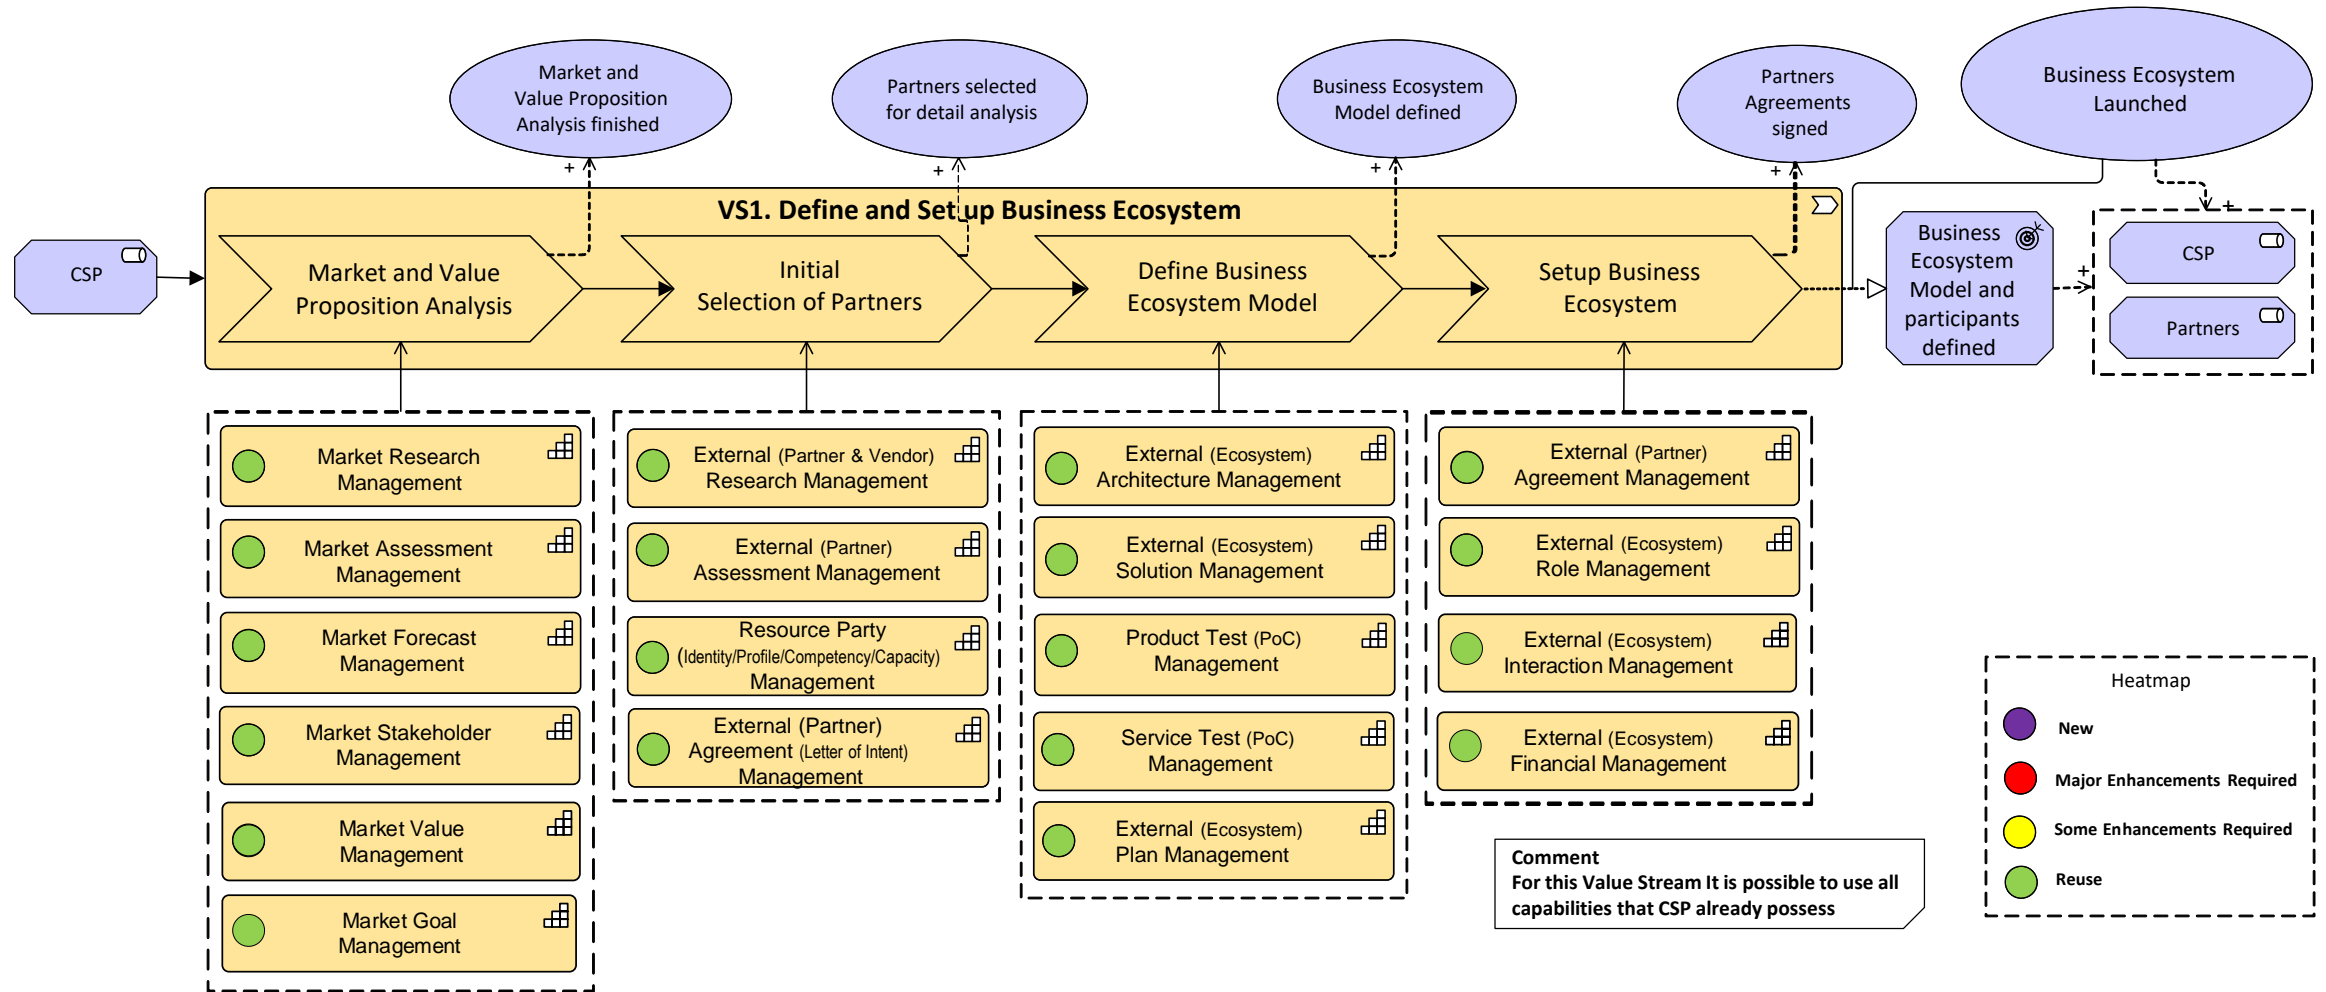 Market and
Value Proposition
Analysis finished
Partners selected
for detail analysis
Business Ecosystem
Model defined
Partners
Agreements
signed
Business Ecosystem
Launched
+
+
+
+
+
+
VS1. Define and Setup Business Ecosystem
CSP
Market and Value
Proposition Analysis
Initial
Selection of Partners
Define Business
Ecosystem Model
Setup Business
Ecosystem
Business
Ecosystem
Model and
participants
defined
CSP
Partners
Market Research
Management
Market Assessment
Management
Market Forecast
Management
Market Stakeholder
Management
Market Value
Management
Market Goal
Management
External (Partner & Vendor)
Research Management
External (Partner)
Assessment Management
Resource Party
(Identity/Profile/Competency/Capacity)
Management
External (Partner)
Agreement (Letter of Intent)
Management
External (Ecosystem)
Architecture Management
External (Ecosystem)
Solution Management
Product Test (PoC)
Management
Service Test (PoC)
Management
External (Ecosystem)
Plan Management
External (Partner)
Agreement Management
External (Ecosystem)
Role Management
External (Ecosystem)
Interaction Management
External (Ecosystem)
Financial Management
Comment
For this Value Stream It is possible to use all
capabilities that CSP already possess
Heatmap
New
Major Enhancements Required
Some Enhancements Required
Reuse